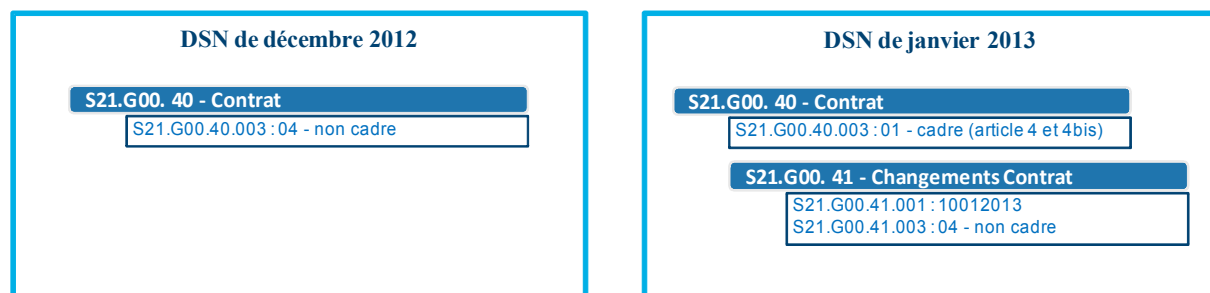 DSN de décembre 2012
S21.G00. 40 - Contrat
S21.G00.40.003 : 04 - non cadre
DSN de janvier 2013
S21.G00. 40 - Contrat
S21.G00.40.003 : 01 - cadre (article 4 et 4bis)
S21.G00. 41 - Changements Contrat
S21.G00.41.001 : 10012013
S21.G00.41.003 : 04 - non cadre